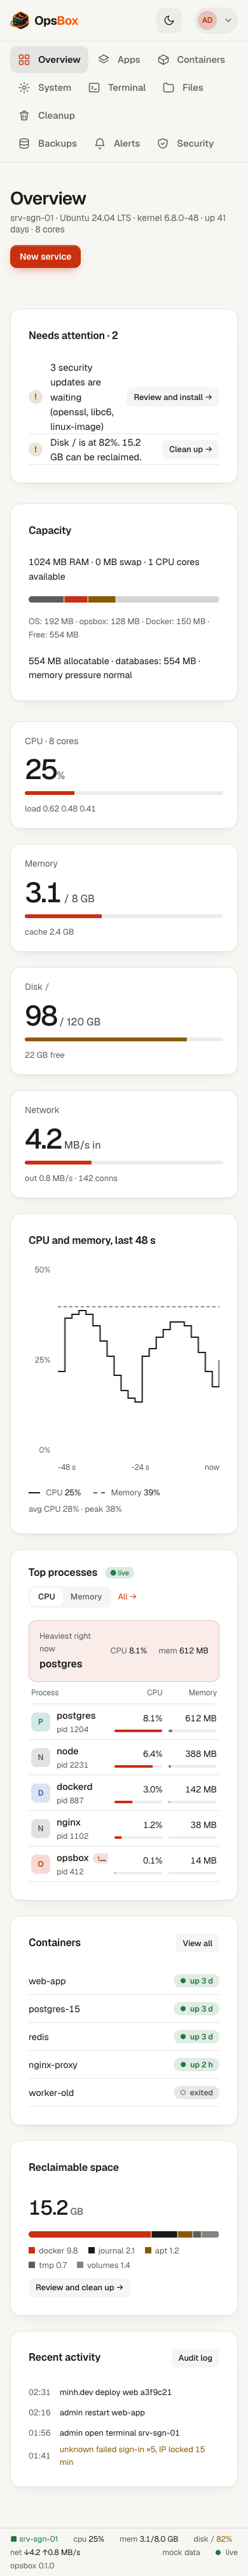 OpsBox
AD
Overview
Apps
Containers
System
Terminal
Files
Cleanup
Backups
Alerts
Security
Overview
srv-sgn-01 · Ubuntu 24.04 LTS · kernel 6.8.0-48 · up 41
days · 8 cores
New service
Needs attention · 2
!
3 security
updates are
waiting
(openssl, libc6,
linux-image)
Review and install →
!
Disk / is at 82%. 15.2
GB can be reclaimed.
Clean up →
Capacity
1024 MB RAM · 0 MB swap · 1 CPU cores
available
OS: 192 MB · opsbox: 128 MB · Docker: 150 MB ·
Free: 554 MB
554 MB allocatable · databases: 554 MB ·
memory pressure normal
CPU · 8 cores
25%
load 0.62 0.48 0.41
Memory
3.1 / 8 GB
cache 2.4 GB
Disk /
98 / 120 GB
22 GB free
Network
4.2 MB/s in
out 0.8 MB/s · 142 conns
CPU and memory, last 48 s
50%
25%
0%
-48 s
-24 s
now
CPU 25%
Memory 39%
avg CPU 28% · peak 38%
Top processes
live
CPU
Memory
All →
Heaviest right
now
postgres
CPU 8.1%
mem 612 MB
Process
CPU
Memory
P
postgres
pid 1204
8.1%
612 MB
N
node
pid 2231
6.4%
388 MB
D
dockerd
pid 887
3.0%
142 MB
N
nginx
pid 1102
1.2%
38 MB
O
opsbox
pid 412
0.1%
14 MB
Containers
View all
web-app
up 3 d
postgres-15
up 3 d
redis
up 3 d
nginx-proxy
up 2 h
worker-old
exited
Reclaimable space
15.2 GB
docker 9.8
journal 2.1
apt 1.2
tmp 0.7
volumes 1.4
Review and clean up →
Recent activity
Audit log
02:31 minh.dev deploy web a3f9c21
02:16 admin restart web-app
01:56 admin open terminal srv-sgn-01
01:41 unknown failed sign-in ×5, IP locked 15
min
srv-sgn-01 cpu 25% mem 3.1/8.0 GB disk / 82%
net ↓4.2 ↑0.8 MB/s mock data live
opsbox 0.1.0